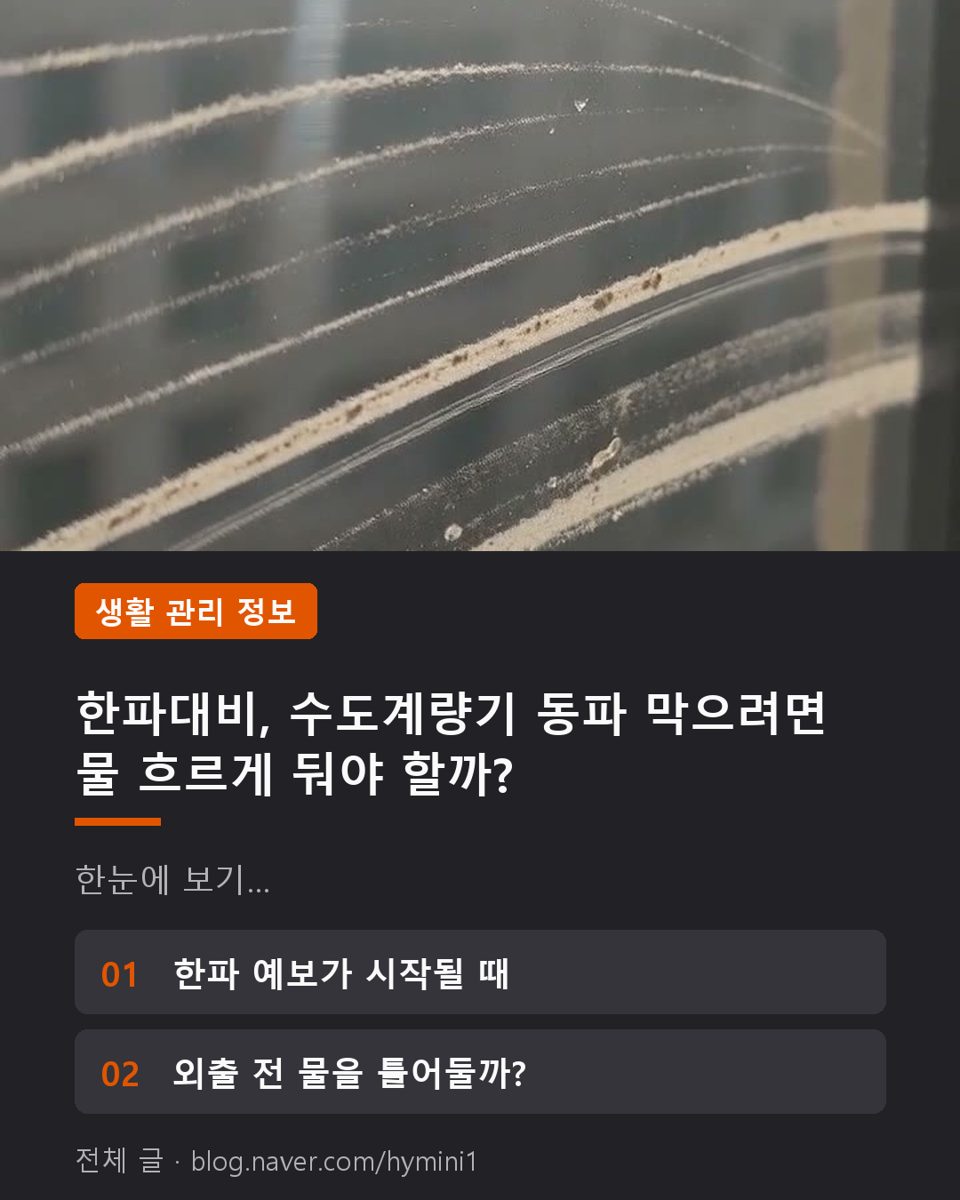 생활 관리 정보
한파대비, 수도계량기 동파 막으려면
물 흐르게 둬야 할까?
한눈에 보기...
01 한파 예보가 시작될 때
02 외출 전 물을 틀어둘까?
전체 글 · blog.naver.com/hymini1